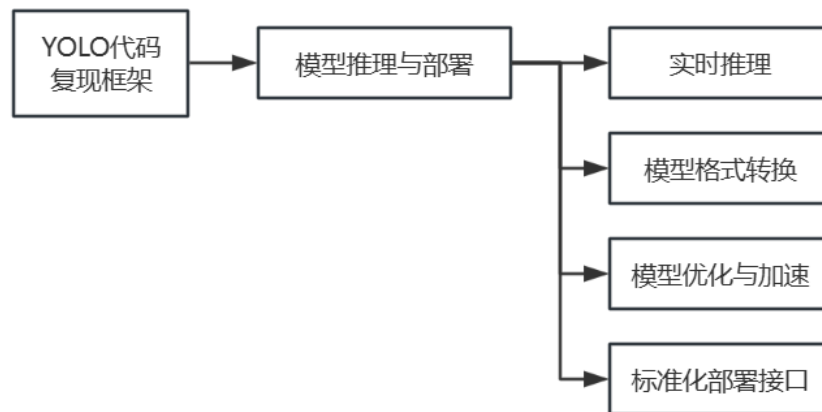 YOLO代码
复现框架
模型推理与部署
实时推理
模型格式转换
模型优化与加速
标准化部署接口